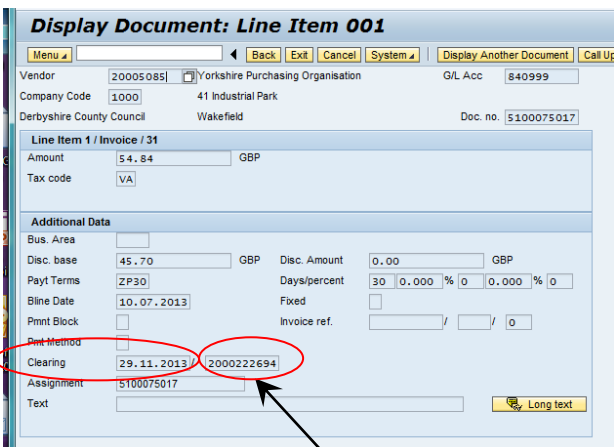 Display Document: Line Item 001
Menu Back Exit Cancel System Display Another Document Call Up
Vendor 20005085 Yorkshire Purchasing Organisation G/L Acc 840999
Company Code 1000 41 Industrial Park
Derbyshire County Council Wakefield Doc. no. 5100075017
Line Item 1 / Invoice / 31
Amount 54.84 GBP
Tax code VA
Additional Data
Bus. Area
Disc. base 45.70 GBP Disc. Amount 0.00 GBP
Payt Terms ZP30 Days/percent 30 0.000 % 0 0.000 % 0
Bline Date 10.07.2013 Fixed
Pmnt Block Invoice ref. / / 0
Pmt Method
Clearing 29.11.2013 / 2000222694
Assignment 5100075017
Text Long text